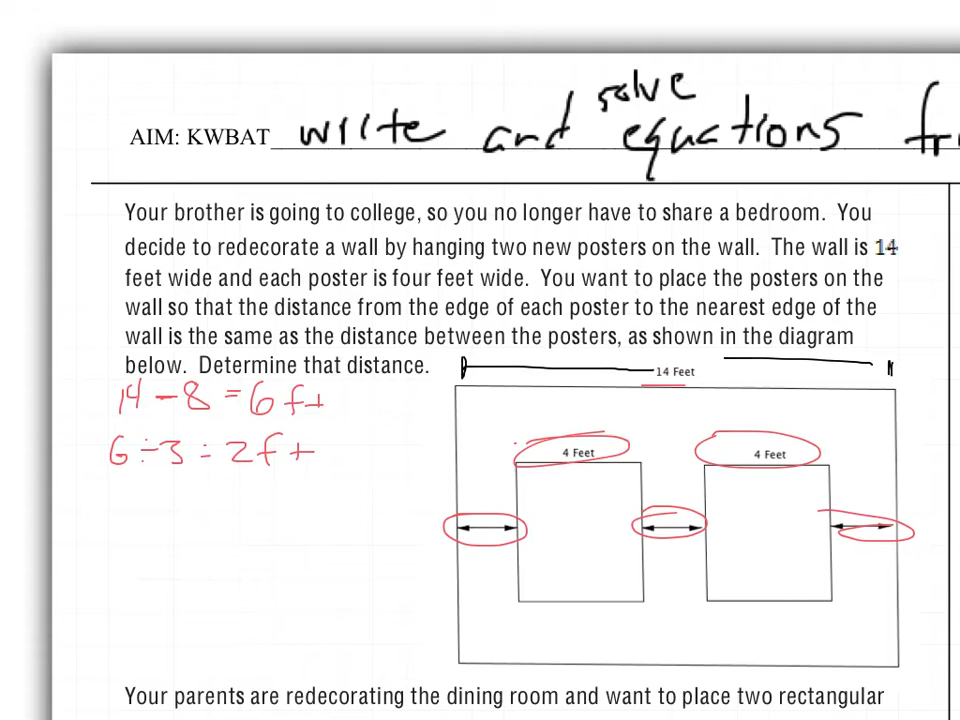 solve
AIM: KWBAT write and equations
Your brother is going to college, so you no longer have to share a bedroom. You
decide to redecorate a wall by hanging two new posters on the wall. The wall is 14
feet wide and each poster is four feet wide. You want to place the posters on the
wall so that the distance from the edge of each poster to the nearest edge of the
wall is the same as the distance between the posters, as shown in the diagram
below. Determine that distance.
14 Feet
14 - 8 = 6 ft
6 ÷ 3 = 2 ft
4 Feet 4 Feet
Your parents are redecorating the dining room and want to place two rectangular